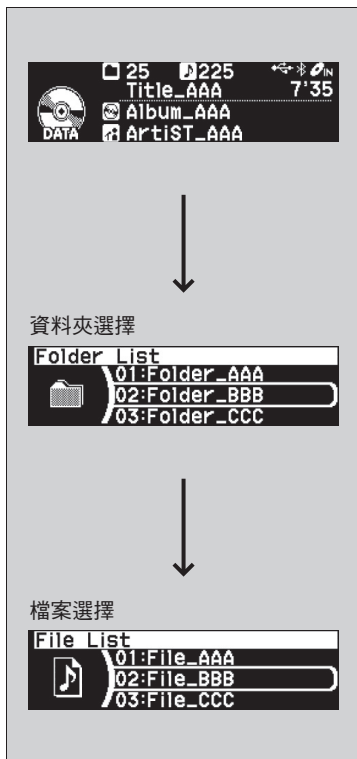 25 225 IN
Title_AAA 7'35
Album_AAA
DATA ArtiST_AAA
資料夾選擇
Folder List
01:Folder_AAA
02:Folder_BBB
03:Folder_CCC
檔案選擇
File List
01:File_AAA
02:File_BBB
03:File_CCC